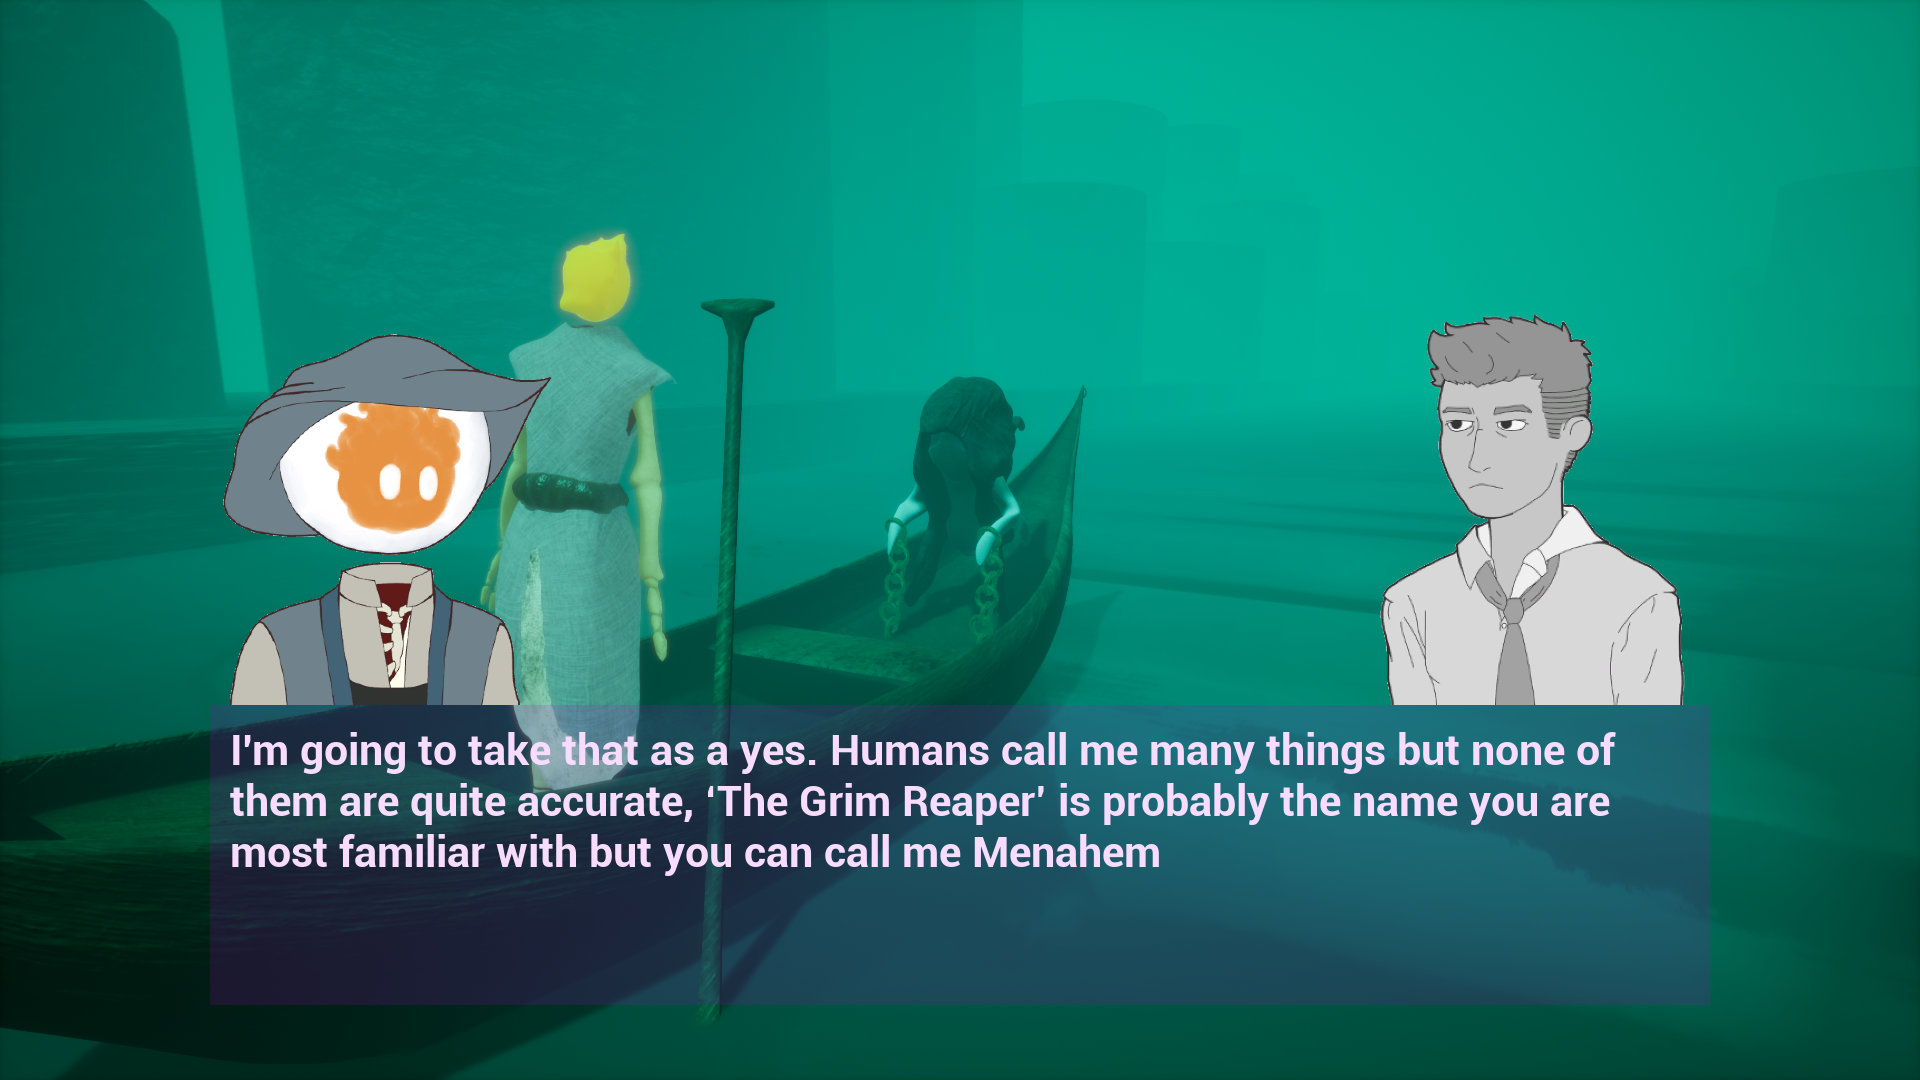 I'm going to take that as a yes. Humans call me many things but none of
them are quite accurate, ‘The Grim Reaper’ is probably the name you are
most familiar with but you can call me Menahem